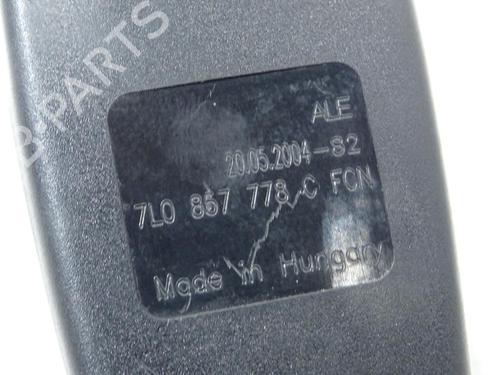 B-PARTS
ALE
20.05.2004-S2
7L0 857 778 C FCN
Made in Hungary